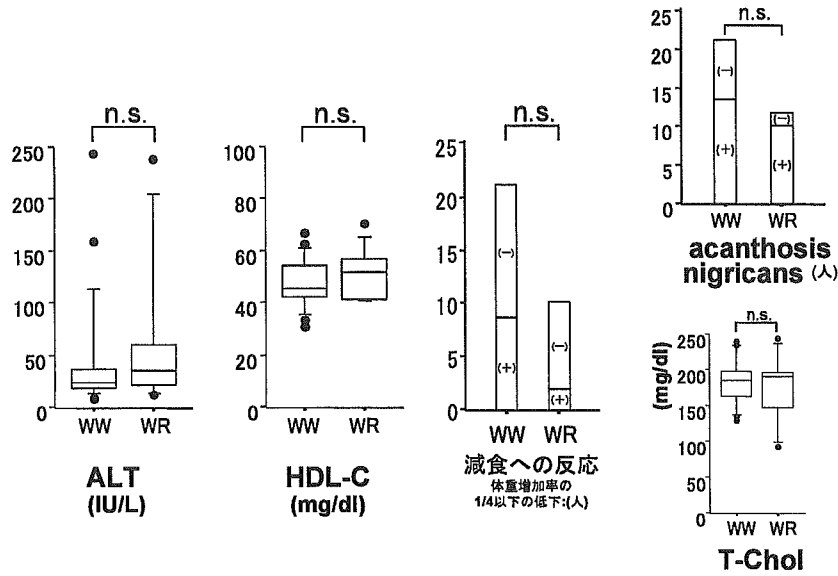 n.s.
250
200
150
100
50
0
WW WR
ALT
(IU/L)
n.s.
100
80
60
40
20
0
WW WR
HDL-C
(mg/dl)
n.s.
25
20
15
10
5
0
(−)
(+)
(−)
(+)
WW WR
減食への反応
体重増加率の
1/4以下の低下:(人)
n.s.
25
20
15
10
5
0
(−)
(+)
(−)
(+)
WW WR
acanthosis
nigricans (人)
n.s.
(mg/dl)
250
200
150
100
50
0
WW WR
T-Chol